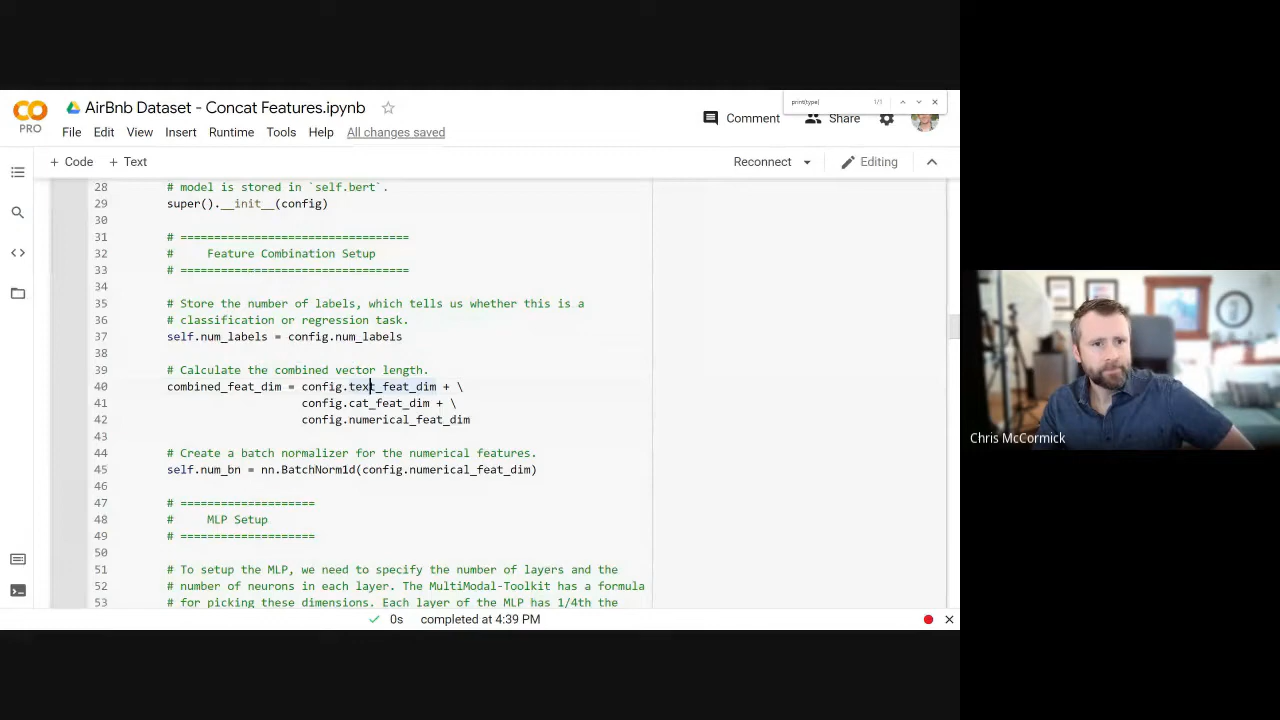 PRO
AirBnb Dataset - Concat Features.ipynb
print(type| 1/1
File Edit View Insert Runtime Tools Help All changes saved
Comment Share
+ Code + Text
Reconnect Editing
28 # model is stored in `self.bert`.
29 super().__init__(config)
30
31 # ==================================
32 # Feature Combination Setup
33 # ==================================
34
35 # Store the number of labels, which tells us whether this is a
36 # classification or regression task.
37 self.num_labels = config.num_labels
38
39 # Calculate the combined vector length.
40 combined_feat_dim = config.text_feat_dim + \
41 config.cat_feat_dim + \
42 config.numerical_feat_dim
43
44 # Create a batch normalizer for the numerical features.
45 self.num_bn = nn.BatchNorm1d(config.numerical_feat_dim)
46
47 # ====================
48 # MLP Setup
49 # ====================
50
51 # To setup the MLP, we need to specify the number of layers and the
52 # number of neurons in each layer. The MultiModal-Toolkit has a formula
53 # for picking these dimensions. Each layer of the MLP has 1/4th the
0s completed at 4:39 PM
Chris McCormick